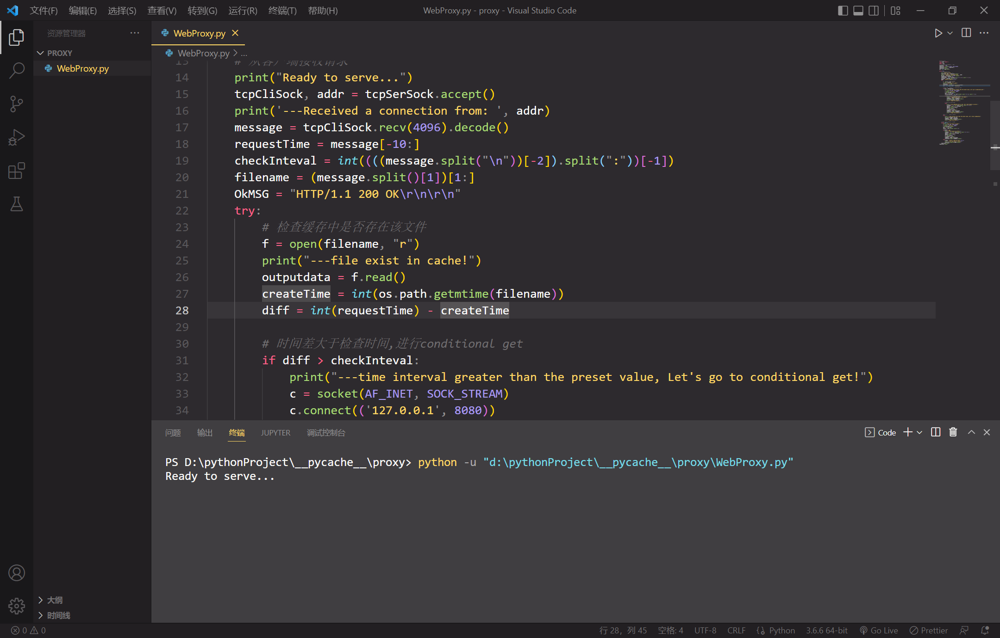 文件(F) 编辑(E) 选择(S) 查看(V) 转到(G) 运行(R) 终端(T) 帮助(H) WebProxy.py - proxy - Visual Studio Code
资源管理器 ···
PROXY
WebProxy.py
WebProxy.py
WebProxy.py > ...
13 # 从客户端接收请求
14 print("Ready to serve...")
15 tcpCliSock, addr = tcpSerSock.accept()
16 print('---Received a connection from: ', addr)
17 message = tcpCliSock.recv(4096).decode()
18 requestTime = message[-10:]
19 checkInteval = int((((message.split("\n"))[-2]).split(":"))[-1])
20 filename = (message.split()[1])[1:]
21 OkMSG = "HTTP/1.1 200 OK\r\n\r\n"
22 try:
23 # 检查缓存中是否存在该文件
24 f = open(filename, "r")
25 print("---file exist in cache!")
26 outputdata = f.read()
27 createTime = int(os.path.getmtime(filename))
28 diff = int(requestTime) - createTime
29
30 # 时间差大于检查时间,进行conditional get
31 if diff > checkInteval:
32 print("---time interval greater than the preset value, Let's go to conditional get!")
33 c = socket(AF_INET, SOCK_STREAM)
34 c.connect(('127.0.0.1', 8080))
问题 输出 终端 JUPYTER 调试控制台 Code
PS D:\pythonProject\__pycache__\proxy> python -u "d:\pythonProject\__pycache__\proxy\WebProxy.py"
Ready to serve...
大纲
时间线
0 0 行 28，列 45 空格: 4 UTF-8 CRLF Python 3.6.6 64-bit Go Live Prettier